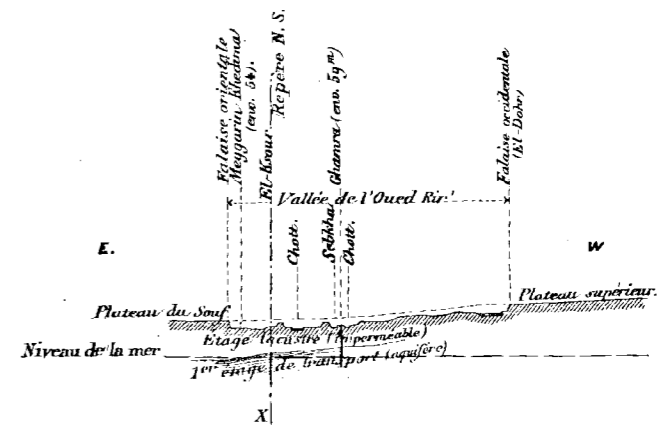 Falaise orientale
Meggarin Khedima
(env. 54).
El-Ksour
Repère N. S.
Chott.
Sebkha
Ghamra (env. 59m)
Chott.
Falaise occidentale
(El-Dohr)
Vallée de l'Oued Rir'
E.
W
Plateau du Souf
Plateau supérieur.
Etage lacustre (imperméable)
Niveau de la mer
1er étage de transport (aquifère)
X